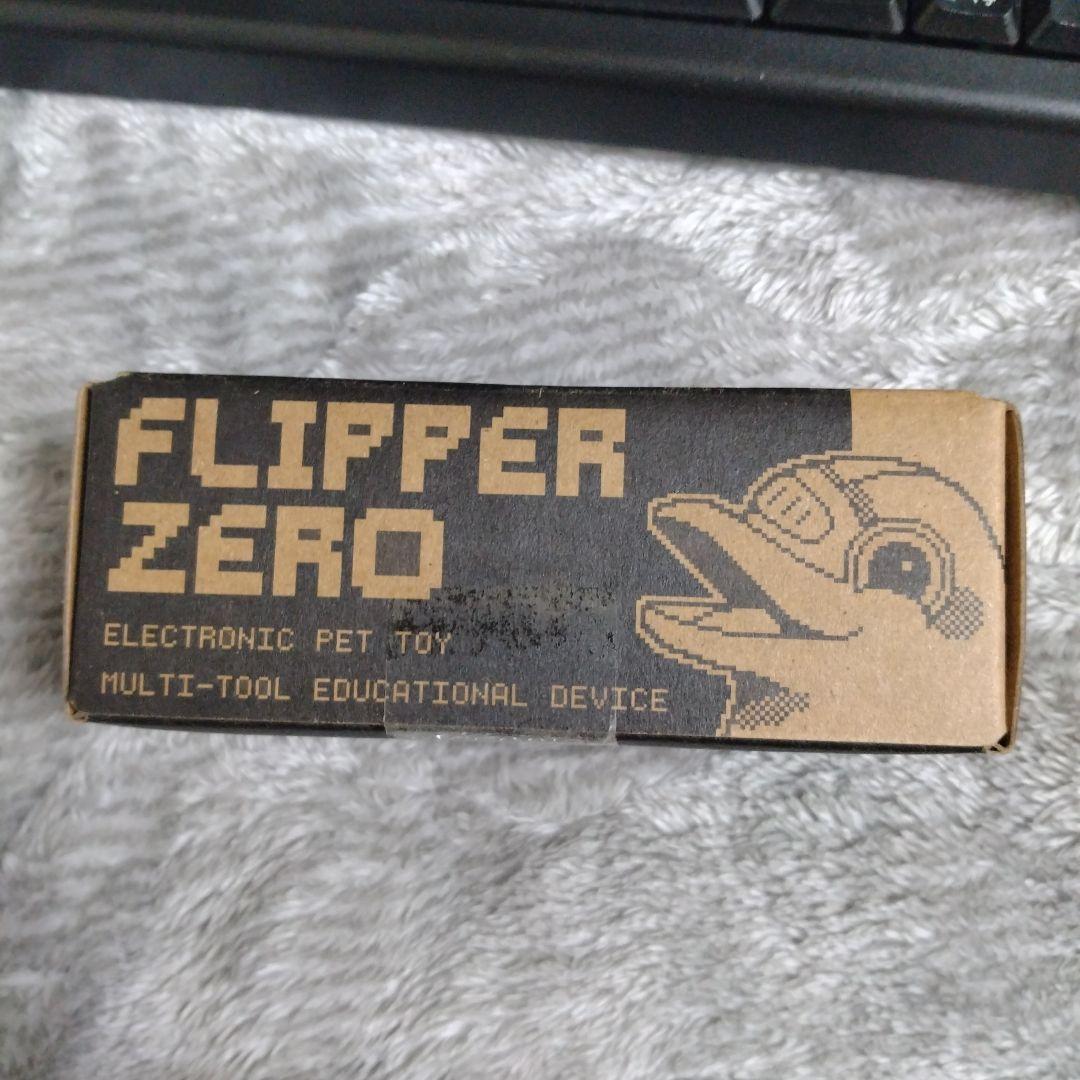 FLIPPER
ZERO
ELECTRONIC PET TOY
MULTI-TOOL EDUCATIONAL DEVICE